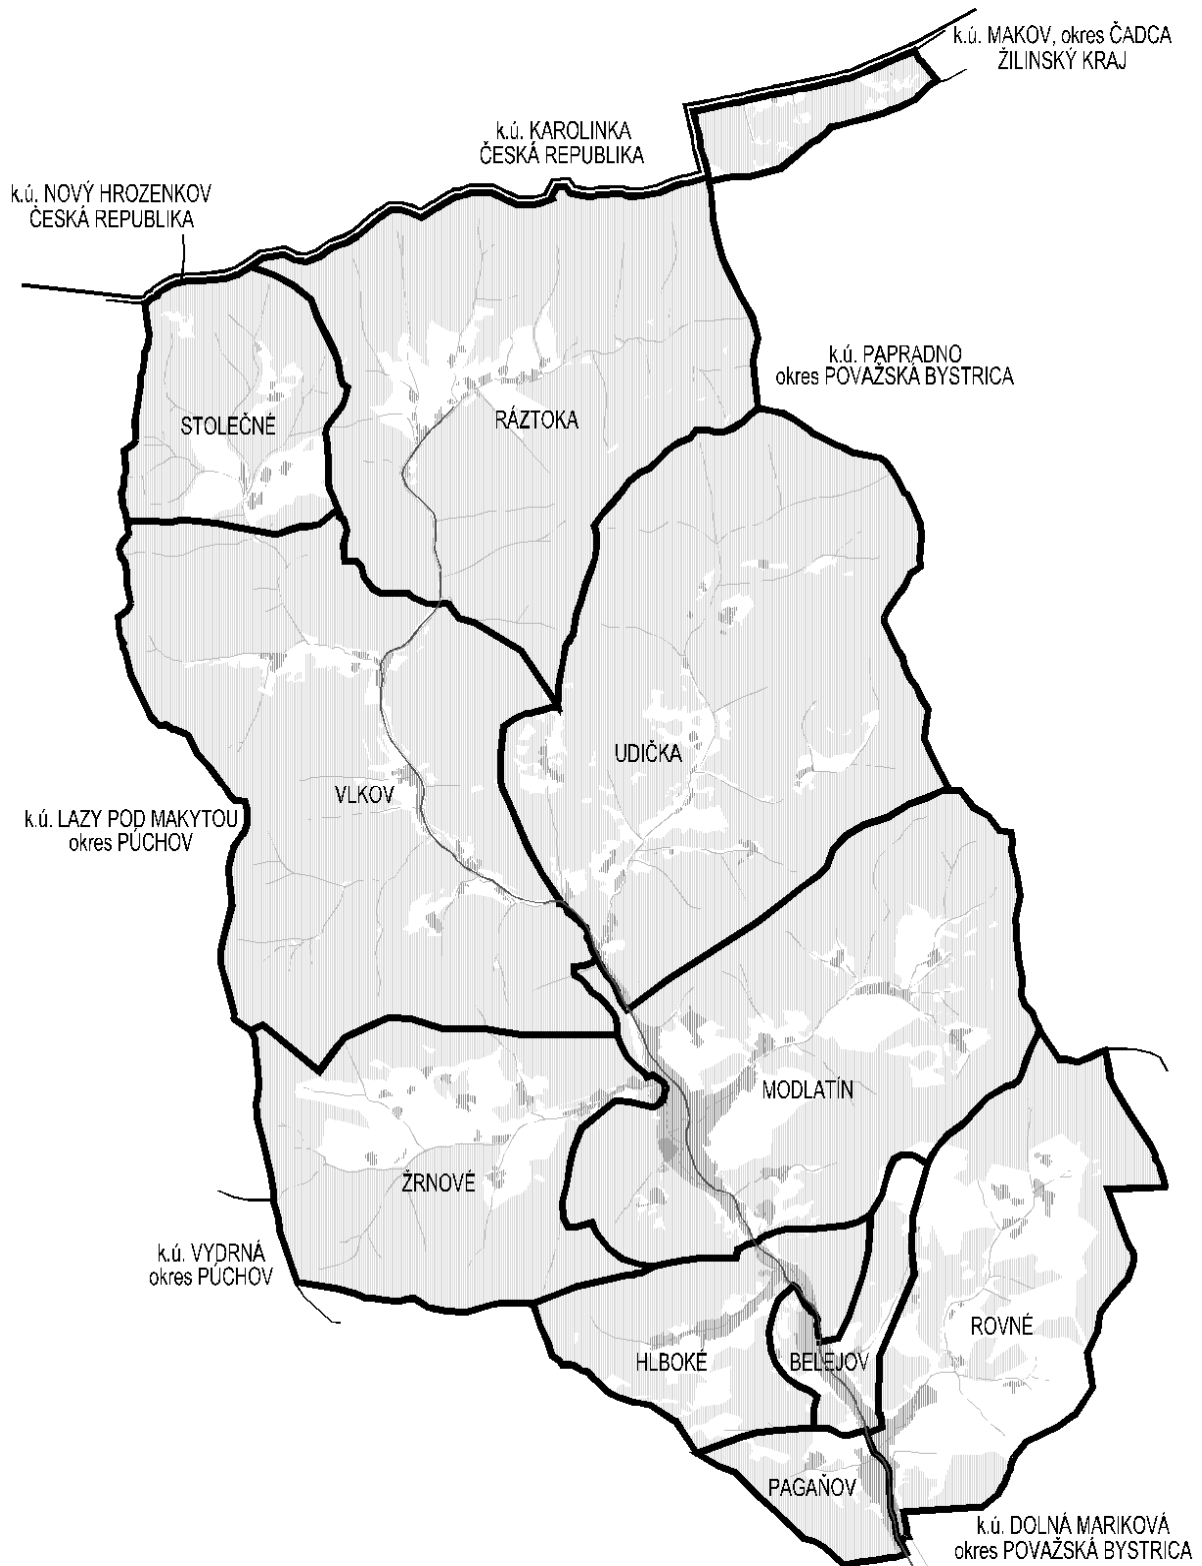 k.ú. MAKOV, okres ČADCA
ŽILINSKÝ KRAJ
k.ú. KAROLINKA
ČESKÁ REPUBLIKA
k.ú. NOVÝ HROZENKOV
ČESKÁ REPUBLIKA
k.ú. PAPRADNO
okres POVAŽSKÁ BYSTRICA
STOLEČNÉ
RÁZTOKA
UDIČKA
VLKOV
k.ú. LAZY POD MAKYTOU
okres PÚCHOV
MODLATÍN
ŽRNOVÉ
k.ú. VYDRNÁ
okres PÚCHOV
ROVNÉ
HLBOKÉ
BELEJOV
PAGAŇOV
k.ú. DOLNÁ MARIKOVÁ
okres POVAŽSKÁ BYSTRICA